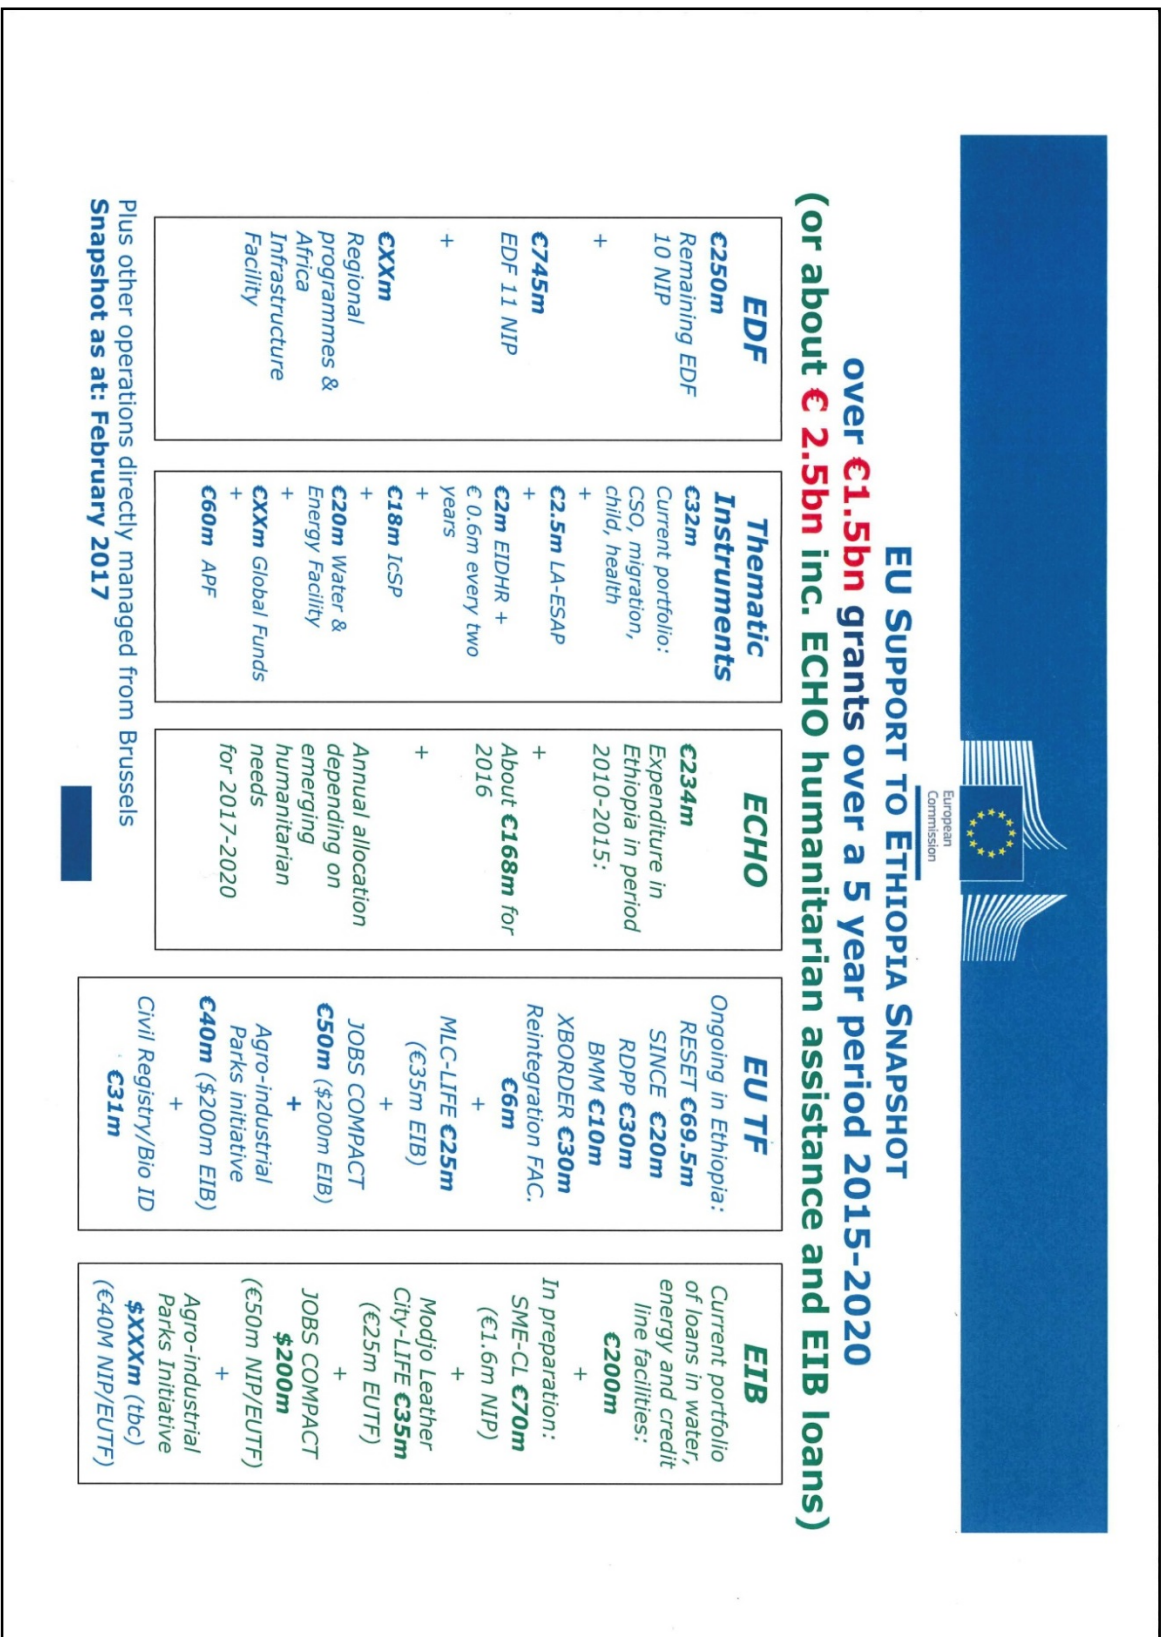 European
Commission
EU SUPPORT TO ETHIOPIA SNAPSHOT
over €1.5bn grants over a 5 year period 2015-2020
(or about € 2.5bn inc. ECHO humanitarian assistance and EIB loans)
EDF
€250m
Remaining EDF
10 NIP
+
€745m
EDF 11 NIP
+
€XXm
Regional
programmes &
Africa
Infrastructure
Facility
Thematic
Instruments
€32m
Current portfolio:
CSO, migration,
child, health
+
€2.5m LA-ESAP
+
€2m EIDHR +
€ 0.6m every two
years
+
€18m IcSP
+
€20m Water &
Energy Facility
+
€XXm Global Funds
+
€60m APF
ECHO
€234m
Expenditure in
Ethiopia in period
2010-2015:
+
About €168m for
2016
+
Annual allocation
depending on
emerging
humanitarian
needs
for 2017-2020
EU TF
Ongoing in Ethiopia:
RESET €69.5m
SINCE €20m
RDPP €30m
BMM €10m
XBORDER €30m
Reintegration FAC.
€6m
+
MLC-LIFE €25m
(€35m EIB)
+
JOBS COMPACT
€50m ($200m EIB)
+
Agro-industrial
Parks initiative
€40m ($200m EIB)
+
Civil Registry/Bio ID
€31m
EIB
Current portfolio
of loans in water,
energy and credit
line facilities:
€200m
+
In preparation:
SME-CL €70m
(€1.6m NIP)
+
Modjo Leather
City-LIFE €35m
(€25m EUTF)
+
JOBS COMPACT
$200m
(€50m NIP/EUTF)
+
Agro-industrial
Parks Initiative
$XXXm (tbc)
(€40M NIP/EUTF)
Plus other operations directly managed from Brussels
Snapshot as at: February 2017